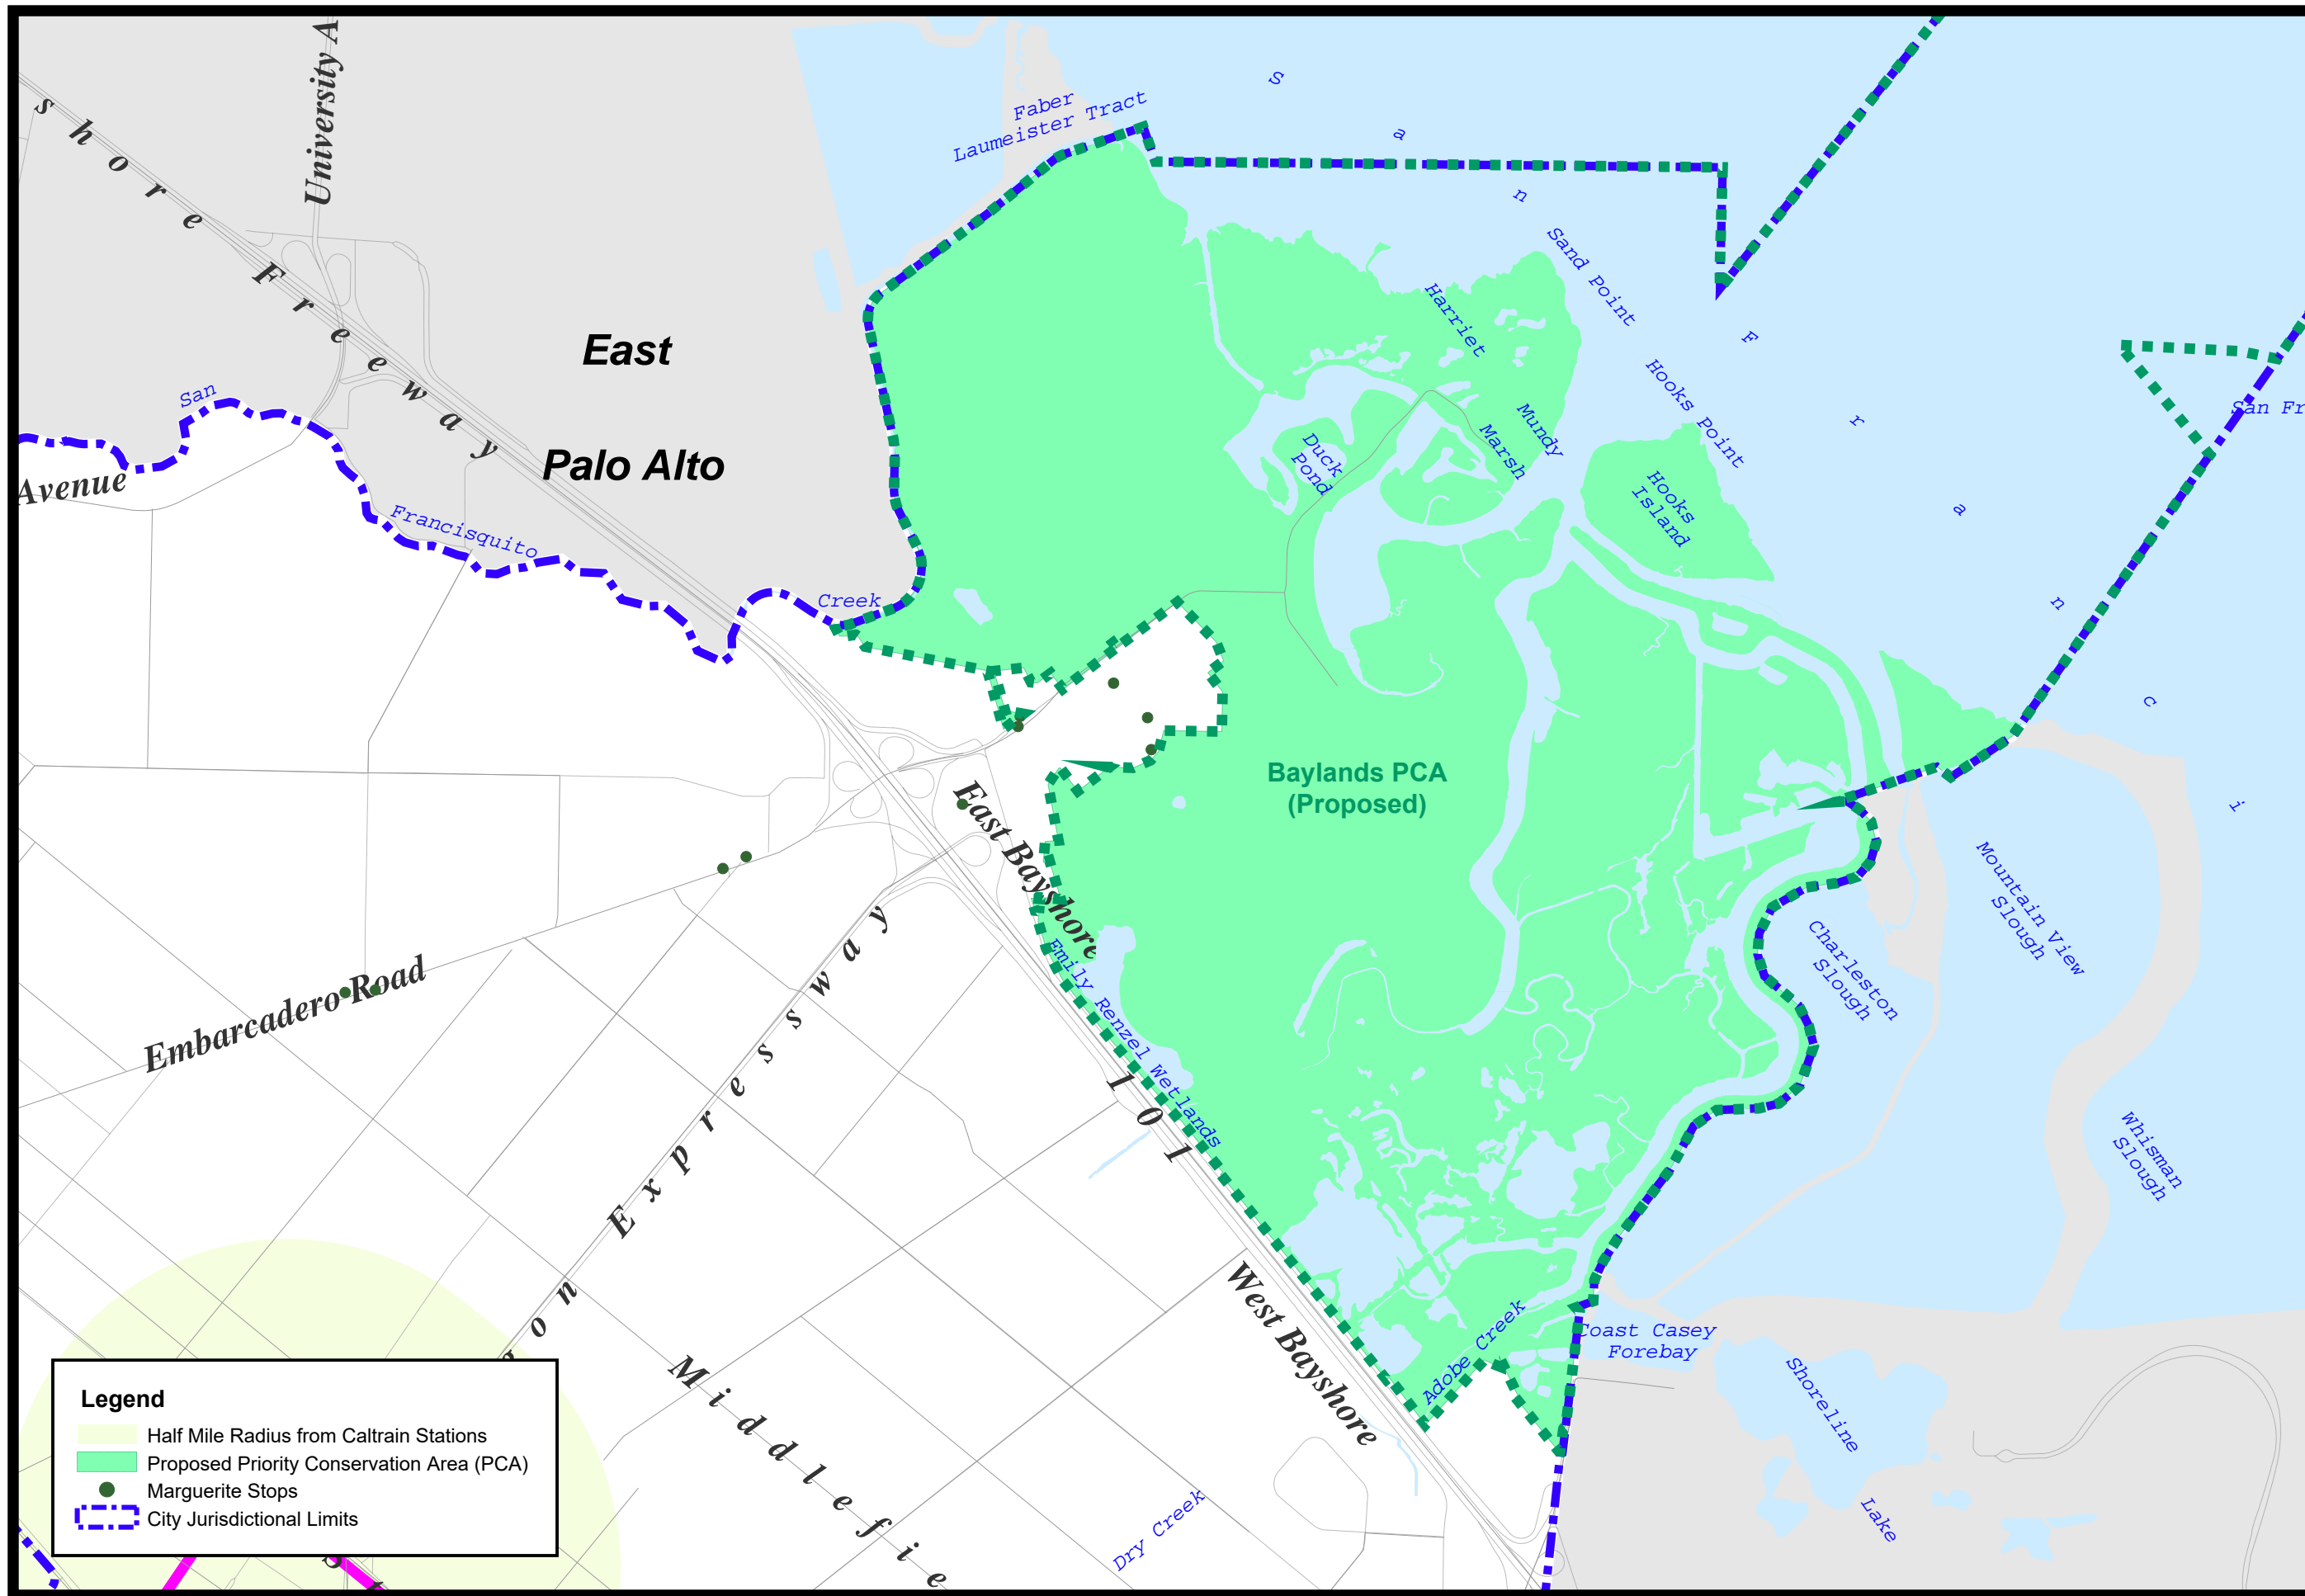 University A
shore Freeway
Faber
Laumeister Tract
San Franci
Sand Point
Hooks Point
Harriet
Mundy
Marsh
Duck
Pond
Hooks
Island
East
Palo Alto
San
Francisquito
Creek
Avenue
San Fr
Baylands PCA
(Proposed)
East Bayshore
Emily Renzel Wetlands
Embarcadero Road
on Expressway
101
West Bayshore
Mountain View
Slough
Charleston
Slough
Whisman
Slough
Adobe Creek
Coast Casey
Forebay
Shoreline
Lake
Middlefie
Dry Creek
Legend
Half Mile Radius from Caltrain Stations
Proposed Priority Conservation Area (PCA)
Marguerite Stops
City Jurisdictional Limits